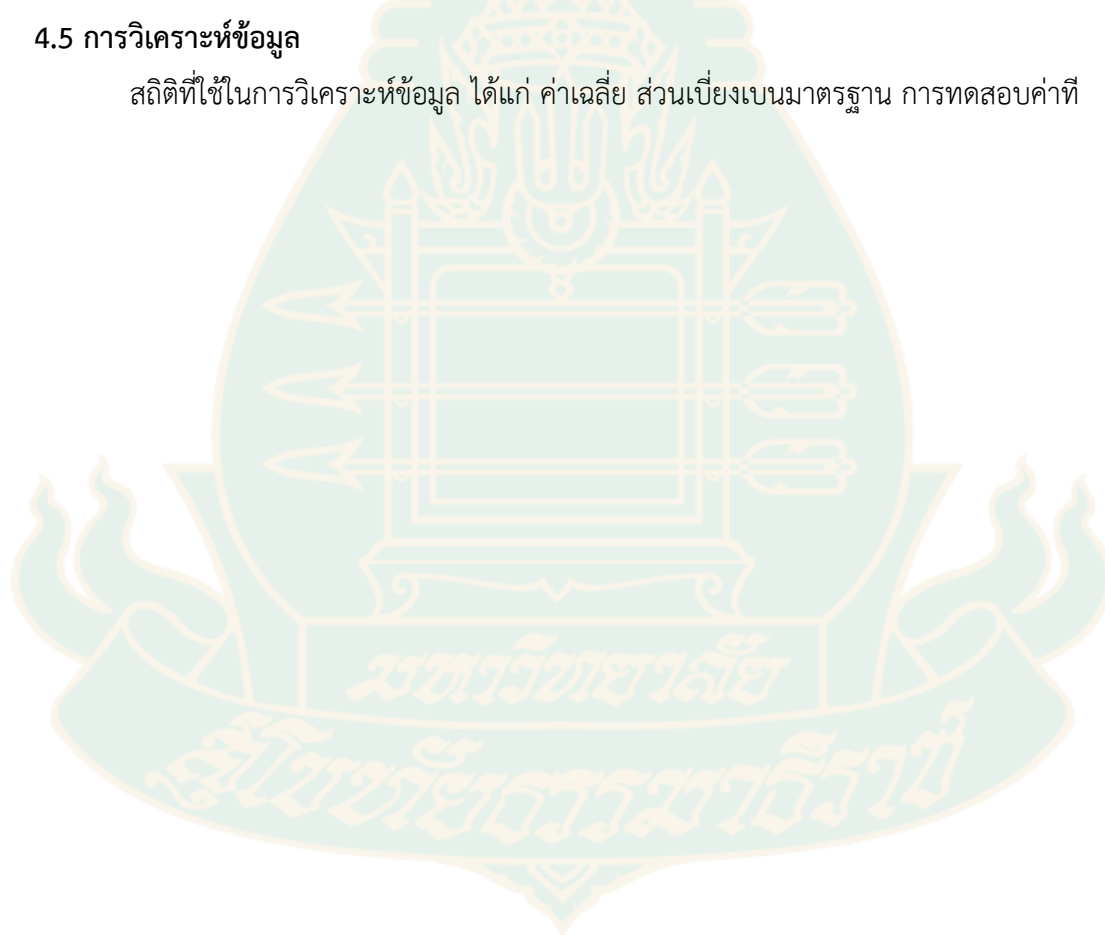 4.5 การวิเคราะห์ข้อมูล
สถิติที่ใช้ในการวิเคราะห์ข้อมูล ได้แก่ ค่าเฉลี่ย ส่วนเบี่ยงเบนมาตรฐาน การทดสอบค่าที
มหาวิทยาลัย
สุโขทัยธรรมาธิราช